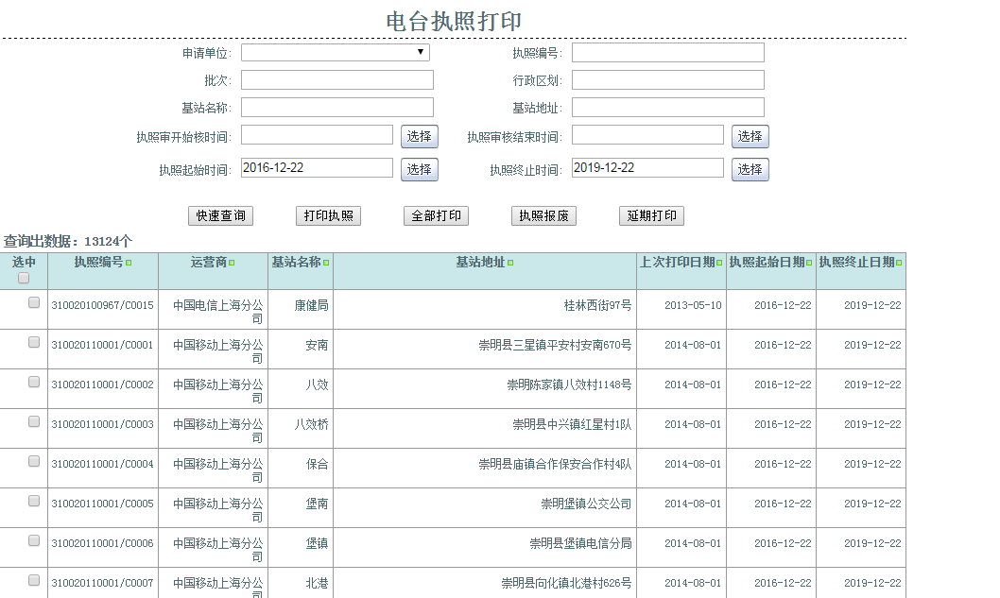 电台执照打印
申请单位: 执照编号:
批次: 行政区划:
基站名称: 基站地址:
执照审开始核时间: 选择 执照审核结束时间: 选择
执照起始时间: 2016-12-22 选择 执照终止时间: 2019-12-22 选择
快速查询 打印执照 全部打印 执照报废 延期打印
查询出数据：13124个
选中 执照编号 运营商 基站名称 基站地址 上次打印日期 执照起始日期 执照终止日期
310020100967/C0015 中国电信上海分公 康健局 桂林西街97号 2013-05-10 2016-12-22 2019-12-22
司
310020110001/C0001 中国移动上海分公 安南 崇明县三星镇平安村安南670号 2014-08-01 2016-12-22 2019-12-22
司
310020110001/C0002 中国移动上海分公 八效 崇明陈家镇八效村1148号 2014-08-01 2016-12-22 2019-12-22
司
310020110001/C0003 中国移动上海分公 八效桥 崇明县中兴镇红星村1队 2014-08-01 2016-12-22 2019-12-22
司
310020110001/C0004 中国移动上海分公 保合 崇明县庙镇合作保安合作村4队 2014-08-01 2016-12-22 2019-12-22
司
310020110001/C0005 中国移动上海分公 堡南 崇明堡镇公交公司 2014-08-01 2016-12-22 2019-12-22
司
310020110001/C0006 中国移动上海分公 堡镇 崇明县堡镇电信分局 2014-08-01 2016-12-22 2019-12-22
司
310020110001/C0007 中国移动上海分公 北港 崇明县向化镇北港村626号 2014-08-01 2016-12-22 2019-12-22
司